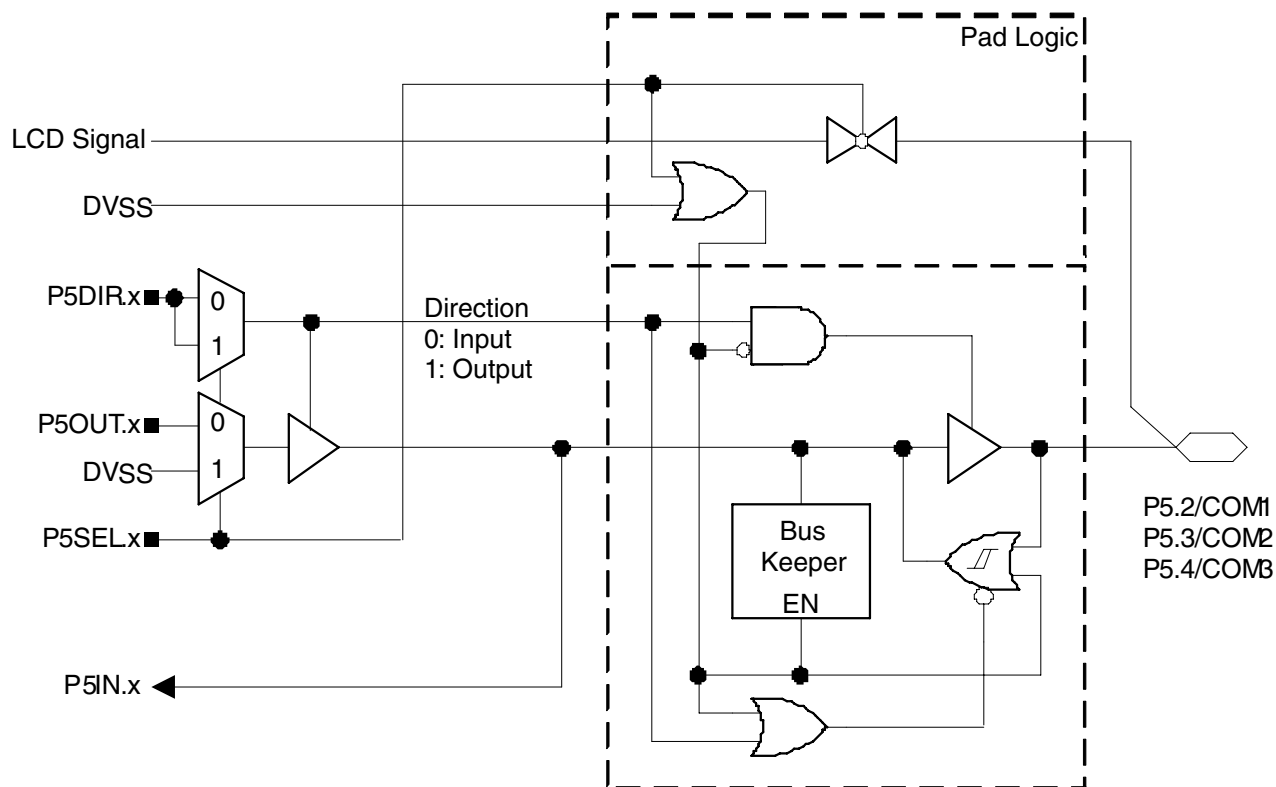 Pad Logic
LCD Signal
DVSS
P5DIR.x
0
1
Direction
0: Input
1: Output
P5OUT.x
0
DVSS
1
P5SEL.x
Bus
Keeper
EN
P5.2/COM1
P5.3/COM2
P5.4/COM3
P5IN.x